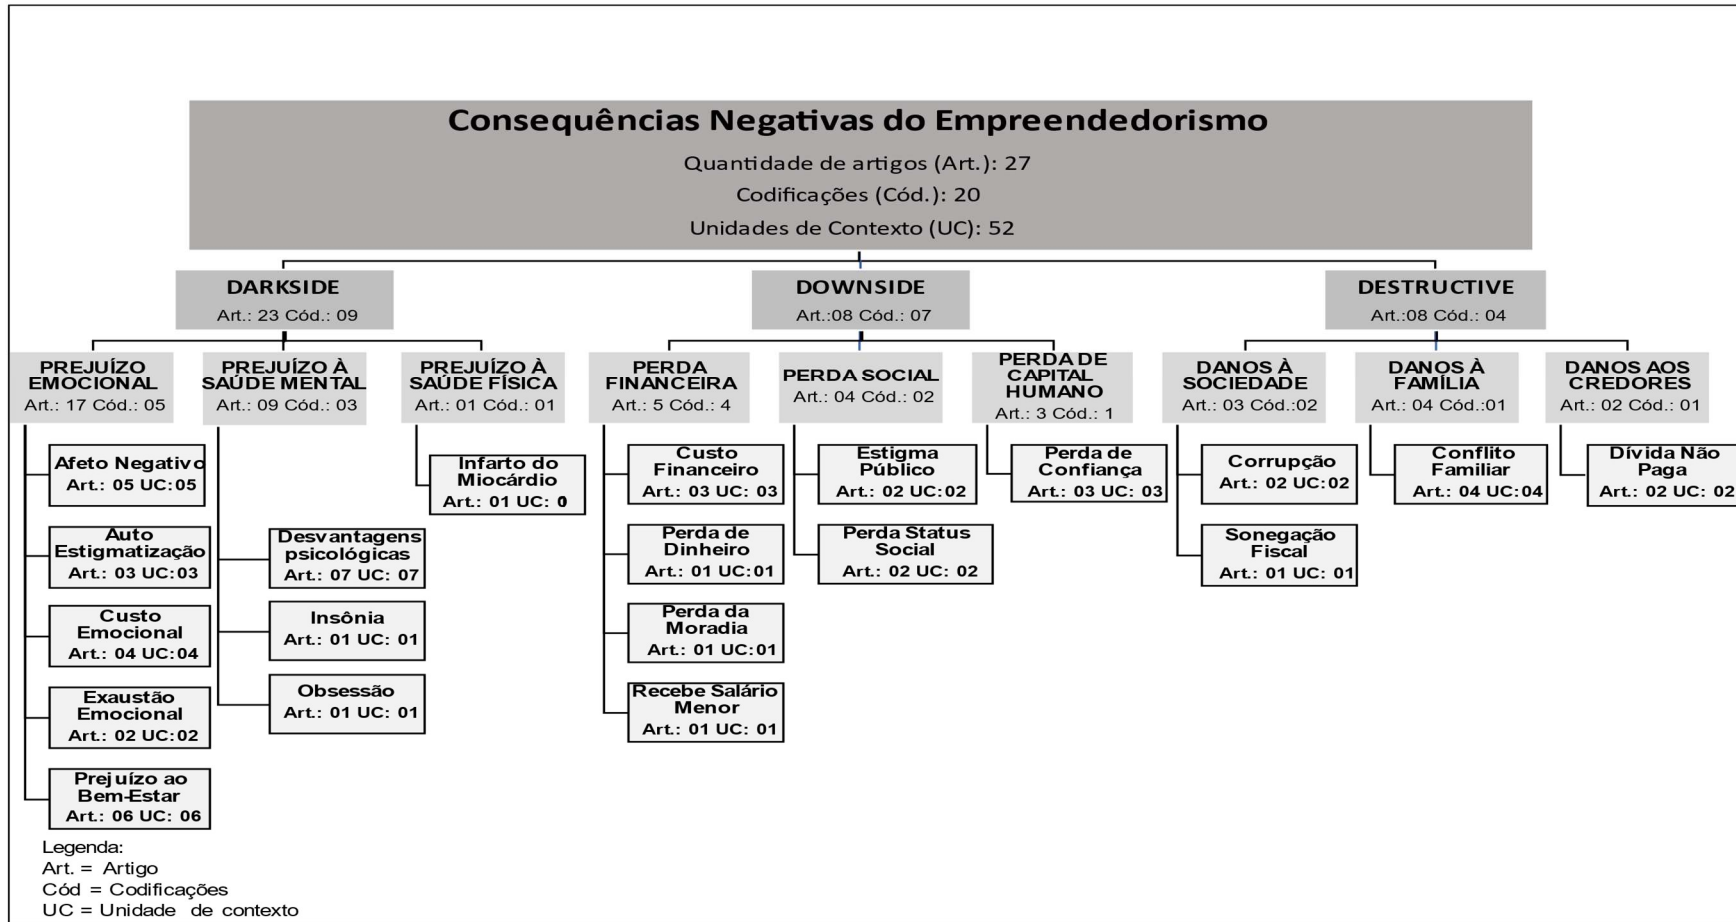 Consequências Negativas do Empreendedorismo
Quantidade de artigos (Art.): 27
Codificações (Cód.): 20
Unidades de Contexto (UC): 52
DARKSIDE
Art.: 23 Cód.: 09
DOWNSIDE
Art.:08 Cód.: 07
DESTRUCTIVE
Art.:08 Cód.: 04
PREJUÍZO
EMOCIONAL
Art.: 17 Cód.: 05
PREJUÍZO À
SAÚDE MENTAL
Art.: 09 Cód.: 03
PREJUÍZO À
SAÚDE FÍSICA
Art.: 01 Cód.: 01
PERDA
FINANCEIRA
Art.: 5 Cód.: 4
PERDA SOCIAL
Art.: 04 Cód.: 02
PERDA DE
CAPITAL
HUMANO
Art.: 3 Cód.: 1
DANOS À
SOCIEDADE
Art.: 03 Cód.:02
DANOS À
FAMÍLIA
Art.: 04 Cód.:01
DANOS AOS
CREDORES
Art.: 02 Cód.: 01
Afeto Negativo
Art.: 05 UC:05
Auto
Estigmatização
Art.: 03 UC:03
Custo
Emocional
Art.: 04 UC:04
Exaustão
Emocional
Art.: 02 UC:02
Prejuízo ao
Bem-Estar
Art.: 06 UC: 06
Desvantagens
psicológicas
Art.: 07 UC: 07
Insônia
Art.: 01 UC: 01
Obsessão
Art.: 01 UC: 01
Infarto do
Miocárdio
Art.: 01 UC:
Custo
Financeiro
Art.: 03 UC: 03
Perda de
Dinheiro
Art.: 01 UC:01
Perda da
Moradia
Art.: 01 UC:01
Recebe Salário
Menor
Art.: 01 UC: 01
Estigma
Público
Art.: 02 UC:02
Perda Status
Social
Art.: 02 UC: 02
Perda de
Confiança
Art.: 03 UC: 03
Corrupção
Art.: 02 UC:02
Sonegação
Fiscal
Art.: 01 UC: 01
Conflito
Familiar
Art.: 04 UC:04
Dívida Não
Paga
Art.: 02 UC: 02
Legenda:
Art. = Artigo
Cód = Codificações
UC = Unidade de contexto